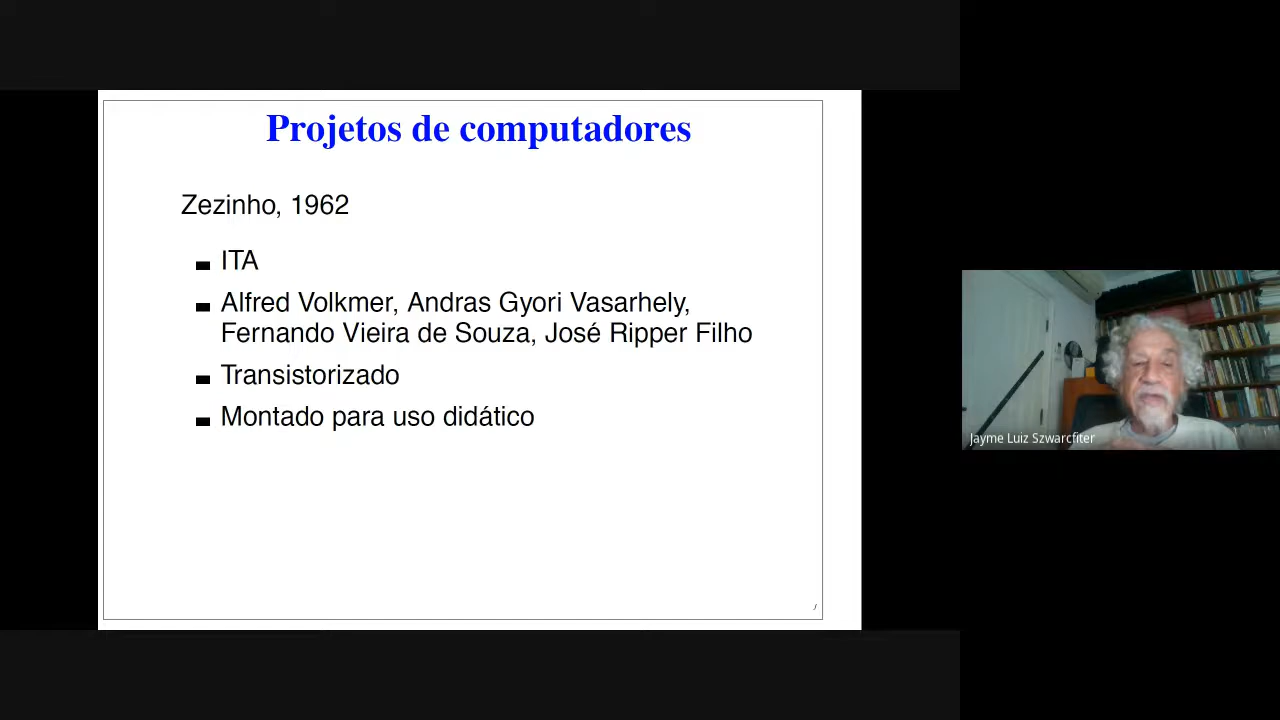 Projetos de computadores
Zezinho, 1962
ITA
Alfred Volkmer, Andras Gyori Vasarhely,
Fernando Vieira de Souza, José Ripper Filho
Transistorizado
Montado para uso didático
Jayme Luiz Szwarcfiter